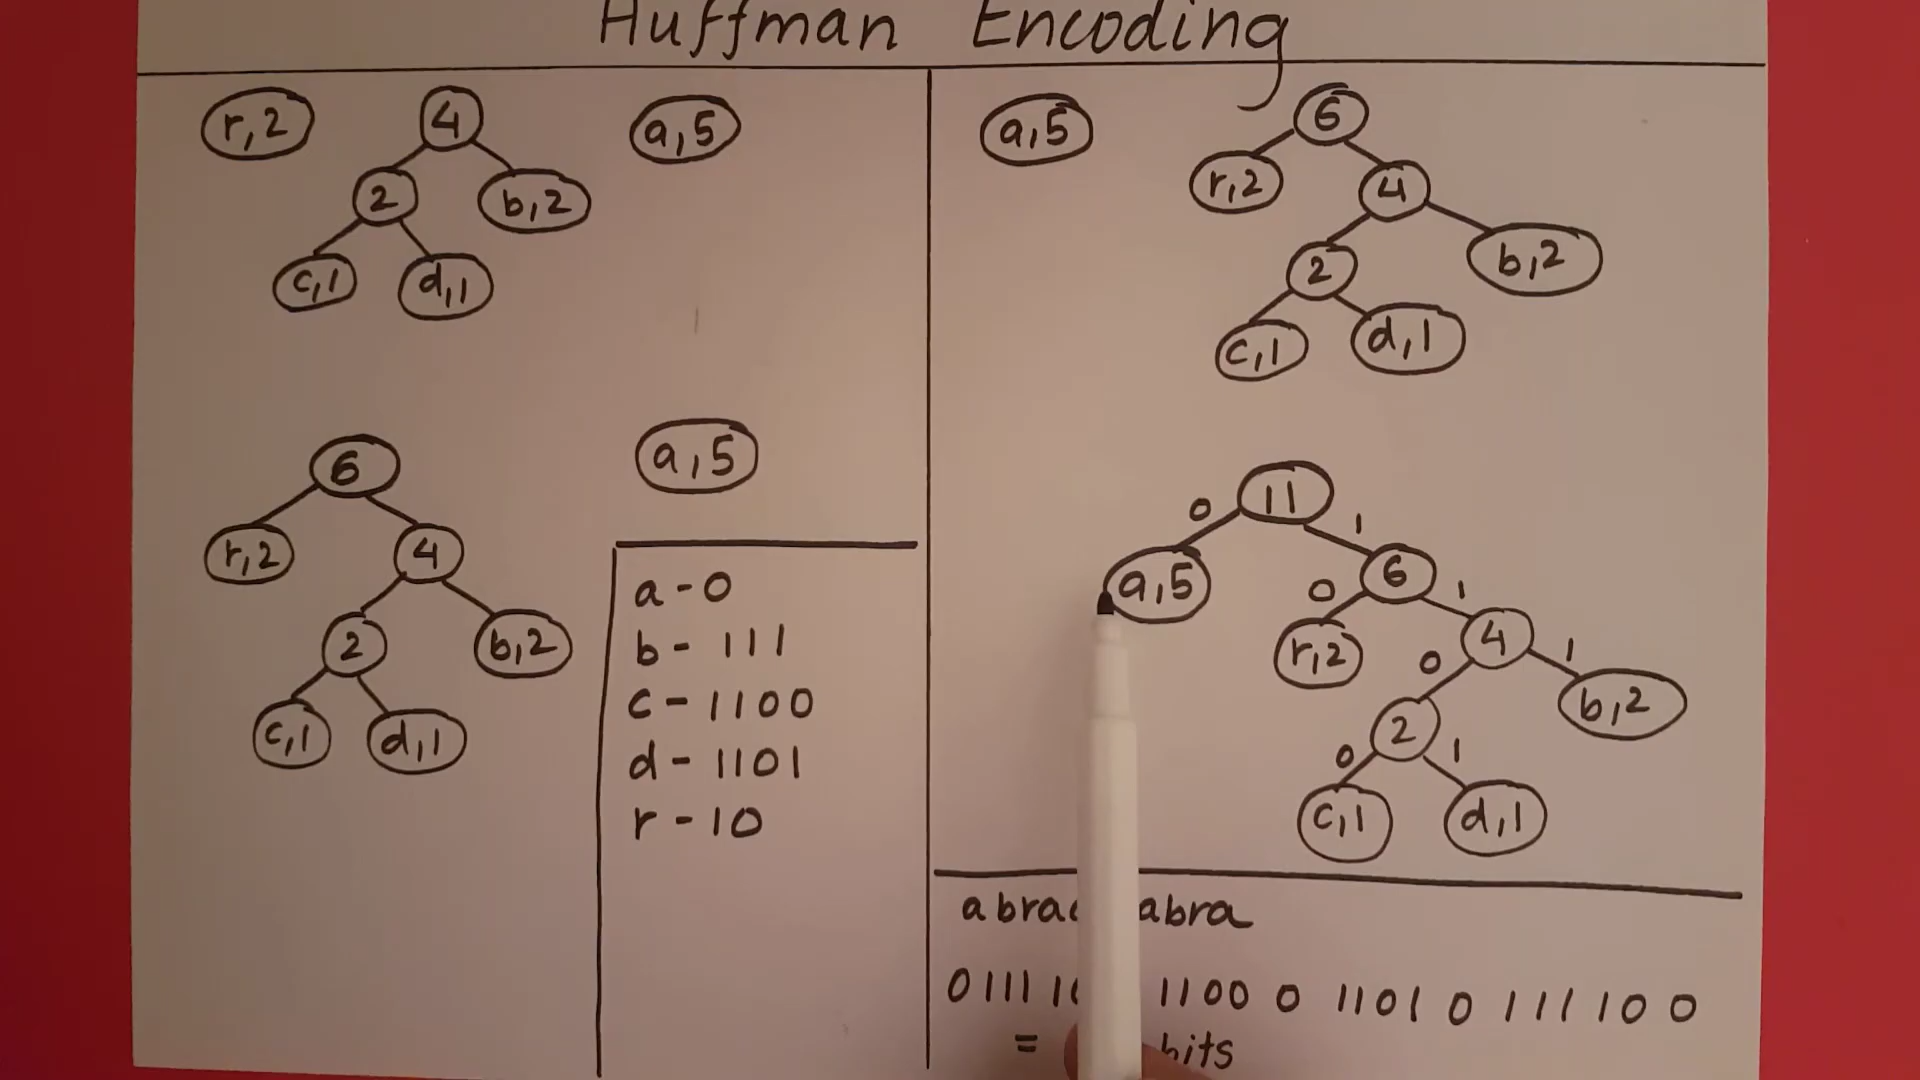 Huffman Encoding
r,2
4
a,5
2
b,2
c,1
d,1
6
a,5
r,2
4
2
b,2
c,1
d,1
a - 0
b - 111
c - 1100
d - 1101
r - 10
a,5
6
r,2
4
2
b,2
c,1
d,1
11
0
1
a,5
6
0
1
r,2
4
0
1
2
b,2
0
1
c,1
d,1
abra abra
0 111 1 1100 0 1101 0 111 10 0
= bits